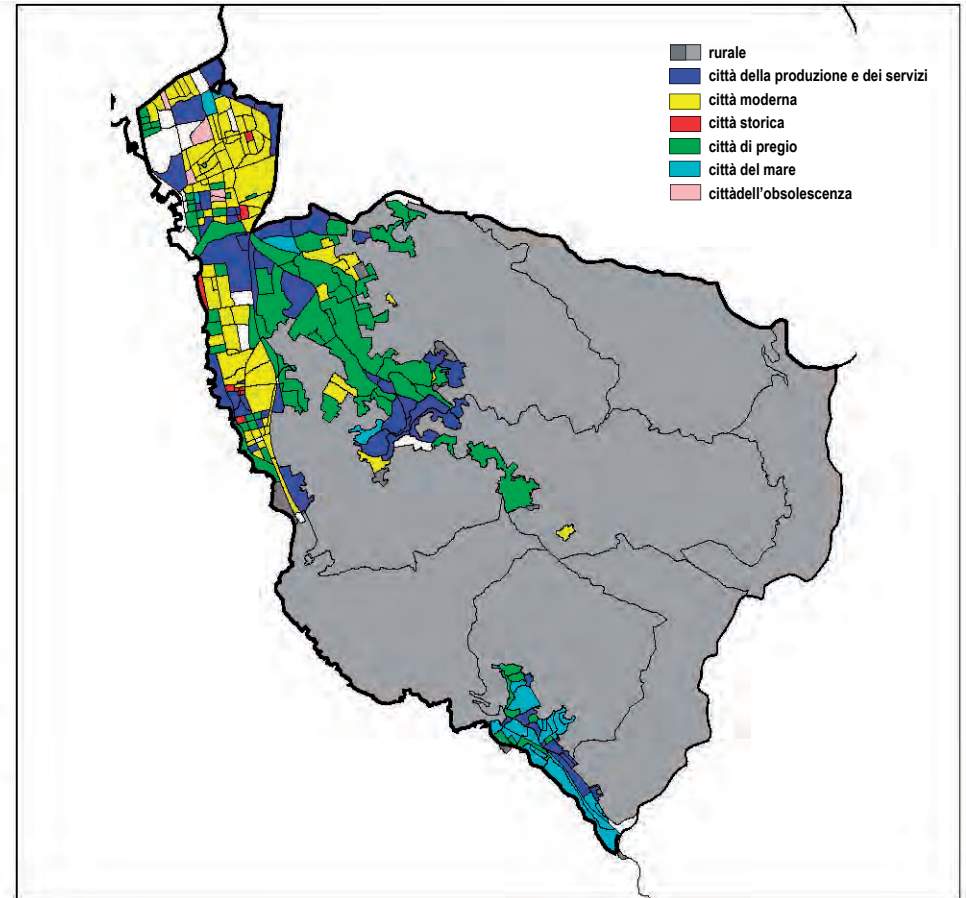 rurale
città della produzione e dei servizi
città moderna
città storica
città di pregio
città del mare
cittàdell'obsolescenza